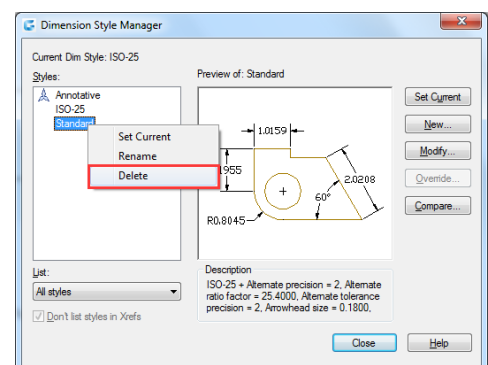 Dimension Style Manager
Current Dim Style: ISO-25
Styles:
Annotative
ISO-25
Standard
Set Current
Rename
Delete
Preview of: Standard
1.0159
1955
2.0208
60°
R0.8045
Set Current
New...
Modify...
Override...
Compare...
List:
All styles
Don't list styles in Xrefs
Description
ISO-25 + Alternate precision = 2, Alternate
ratio factor = 25.4000, Alternate tolerance
precision = 2, Arrowhead size = 0.1800,
Close
Help